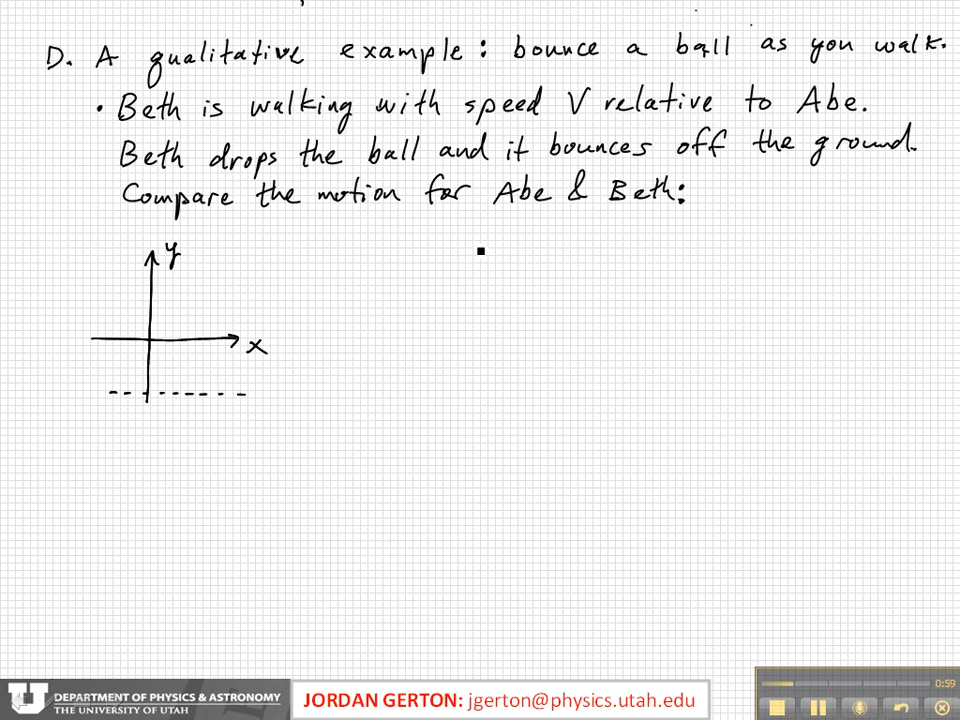 D. A qualitative example: bounce a ball as you walk.
• Beth is walking with speed V relative to Abe.
Beth drops the ball and it bounces off the ground.
Compare the motion for Abe & Beth:
y
x
U
DEPARTMENT OF PHYSICS & ASTRONOMY
THE UNIVERSITY OF UTAH
JORDAN GERTON: jgerton@physics.utah.edu
0:59